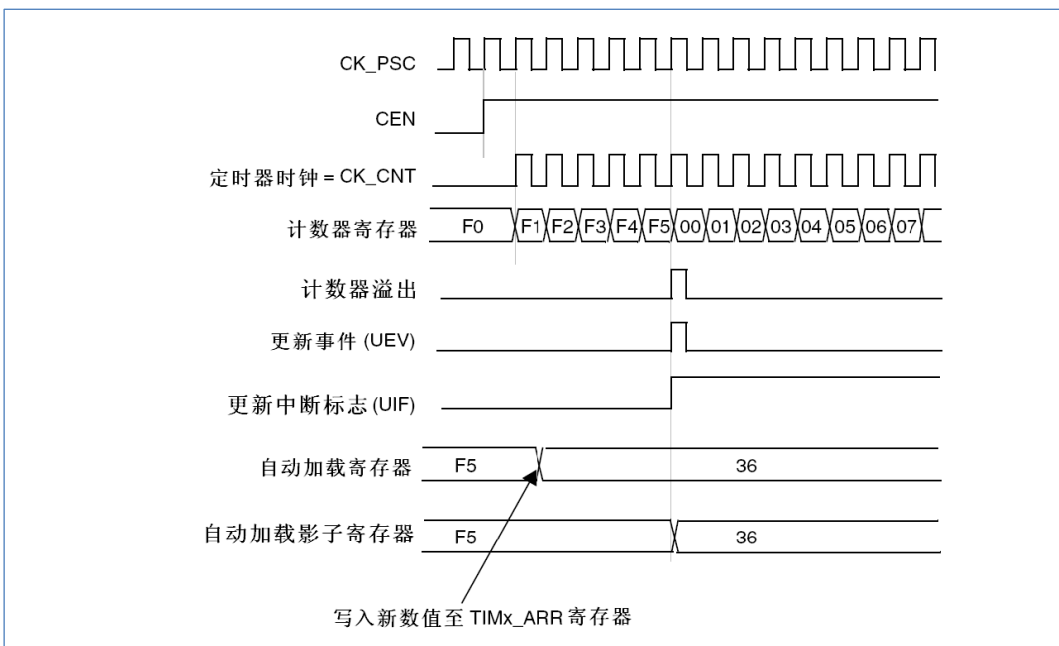 CK_PSC
CEN
定时器时钟 = CK_CNT
计数器寄存器 F0 F1 F2 F3 F4 F5 00 01 02 03 04 05 06 07
计数器溢出
更新事件 (UEV)
更新中断标志 (UIF)
自动加载寄存器 F5 36
自动加载影子寄存器 F5 36
写入新数值至 TIMx_ARR 寄存器